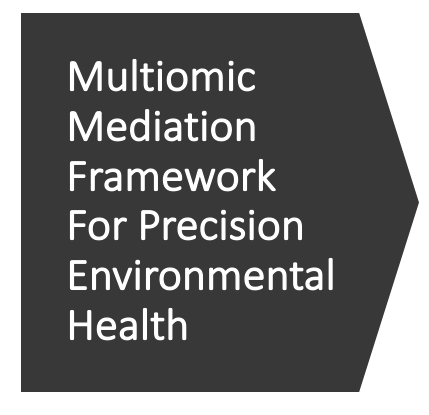 Multiomic
Mediation
Framework
For Precision
Environmental
Health